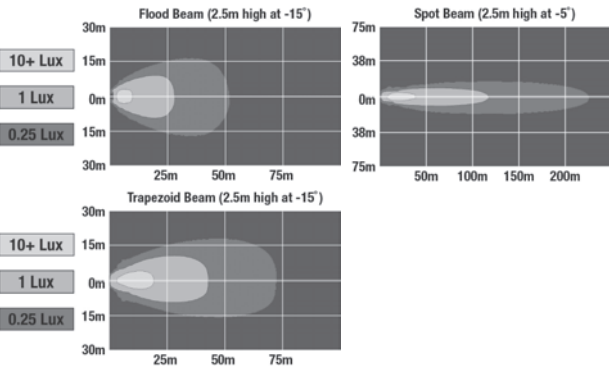 Flood Beam (2.5m high at -15°)
30m
10+ Lux
15m
1 Lux
0m
0.25 Lux
15m
30m
25m 50m 75m
Spot Beam (2.5m high at -5°)
75m
38m
0m
38m
75m
50m 100m 150m 200m
Trapezoid Beam (2.5m high at -15°)
30m
10+ Lux
15m
1 Lux
0m
0.25 Lux
15m
30m
25m 50m 75m